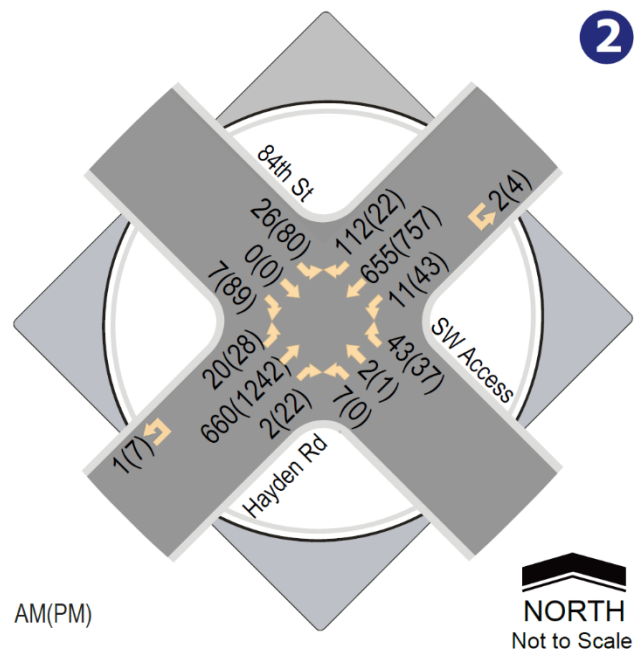 2
84th St
26(80)
0(0)
7(89)
112(22)
655(757)
11(43)
2(4)
20(28)
660(1242)
2(22)
1(7)
43(37)
2(1)
7(0)
SW Access
Hayden Rd
AM(PM)
NORTH
Not to Scale